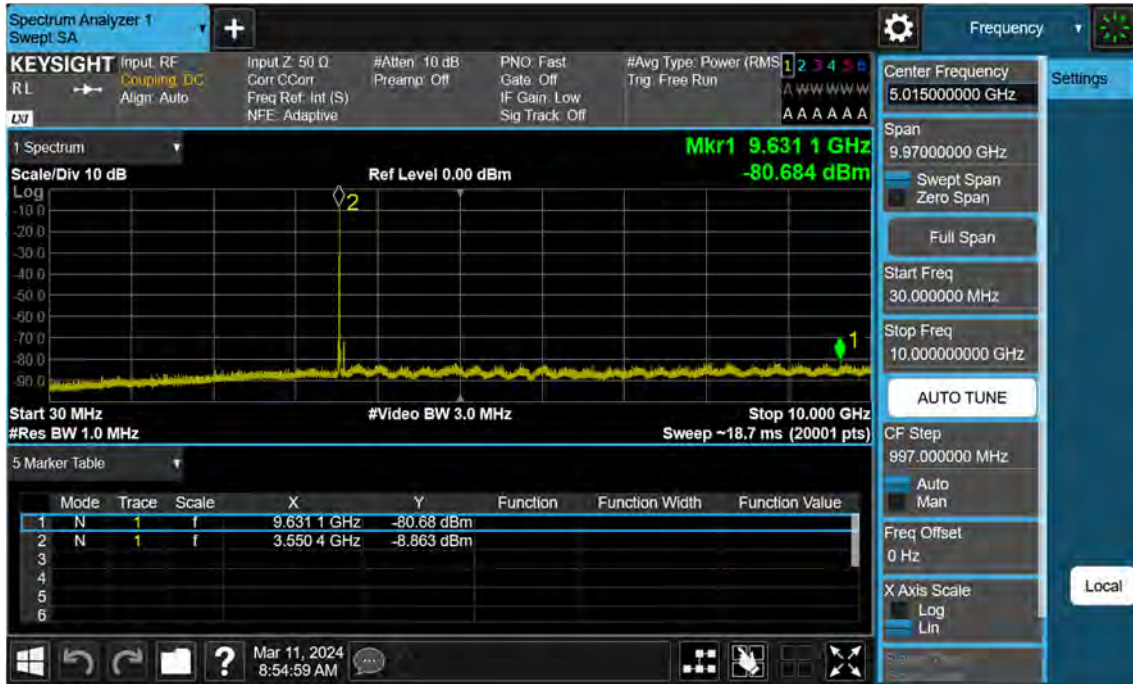 Spectrum Analyzer 1
Swept SA
Frequency
KEYSIGHT
RL
LXI
Input: RF
Coupling: DC
Align: Auto
Input Z: 50 Ω
Corr CCorr
Freq Ref: Int (S)
NFE: Adaptive
#Atten: 10 dB
Preamp: Off
PNO: Fast
Gate: Off
IF Gain: Low
Sig Track: Off
#Avg Type: Power (RMS
Trig: Free Run
1 2 3 4 5 6
A W W W W W
A A A A A A
Center Frequency
5.015000000 GHz
Settings
Span
9.97000000 GHz
Swept Span
Zero Span
Full Span
Start Freq
30.000000 MHz
Stop Freq
10.000000000 GHz
AUTO TUNE
CF Step
997.000000 MHz
Auto
Man
Freq Offset
0 Hz
X Axis Scale
Log
Lin
Local
1 Spectrum
Mkr1 9.631 1 GHz
Scale/Div 10 dB
Ref Level 0.00 dBm
-80.684 dBm
Log
-10.0
-20.0
-30.0
-40.0
-50.0
-60.0
-70.0
-80.0
-90.0
2
1
Start 30 MHz
#Video BW 3.0 MHz
Stop 10.000 GHz
#Res BW 1.0 MHz
Sweep ~18.7 ms (20001 pts)
5 Marker Table
Mode Trace Scale X Y Function Function Width Function Value
1 N 1 f 9.631 1 GHz -80.68 dBm
2 N 1 f 3.550 4 GHz -8.863 dBm
3
4
5
6
?
Mar 11, 2024
8:54:59 AM